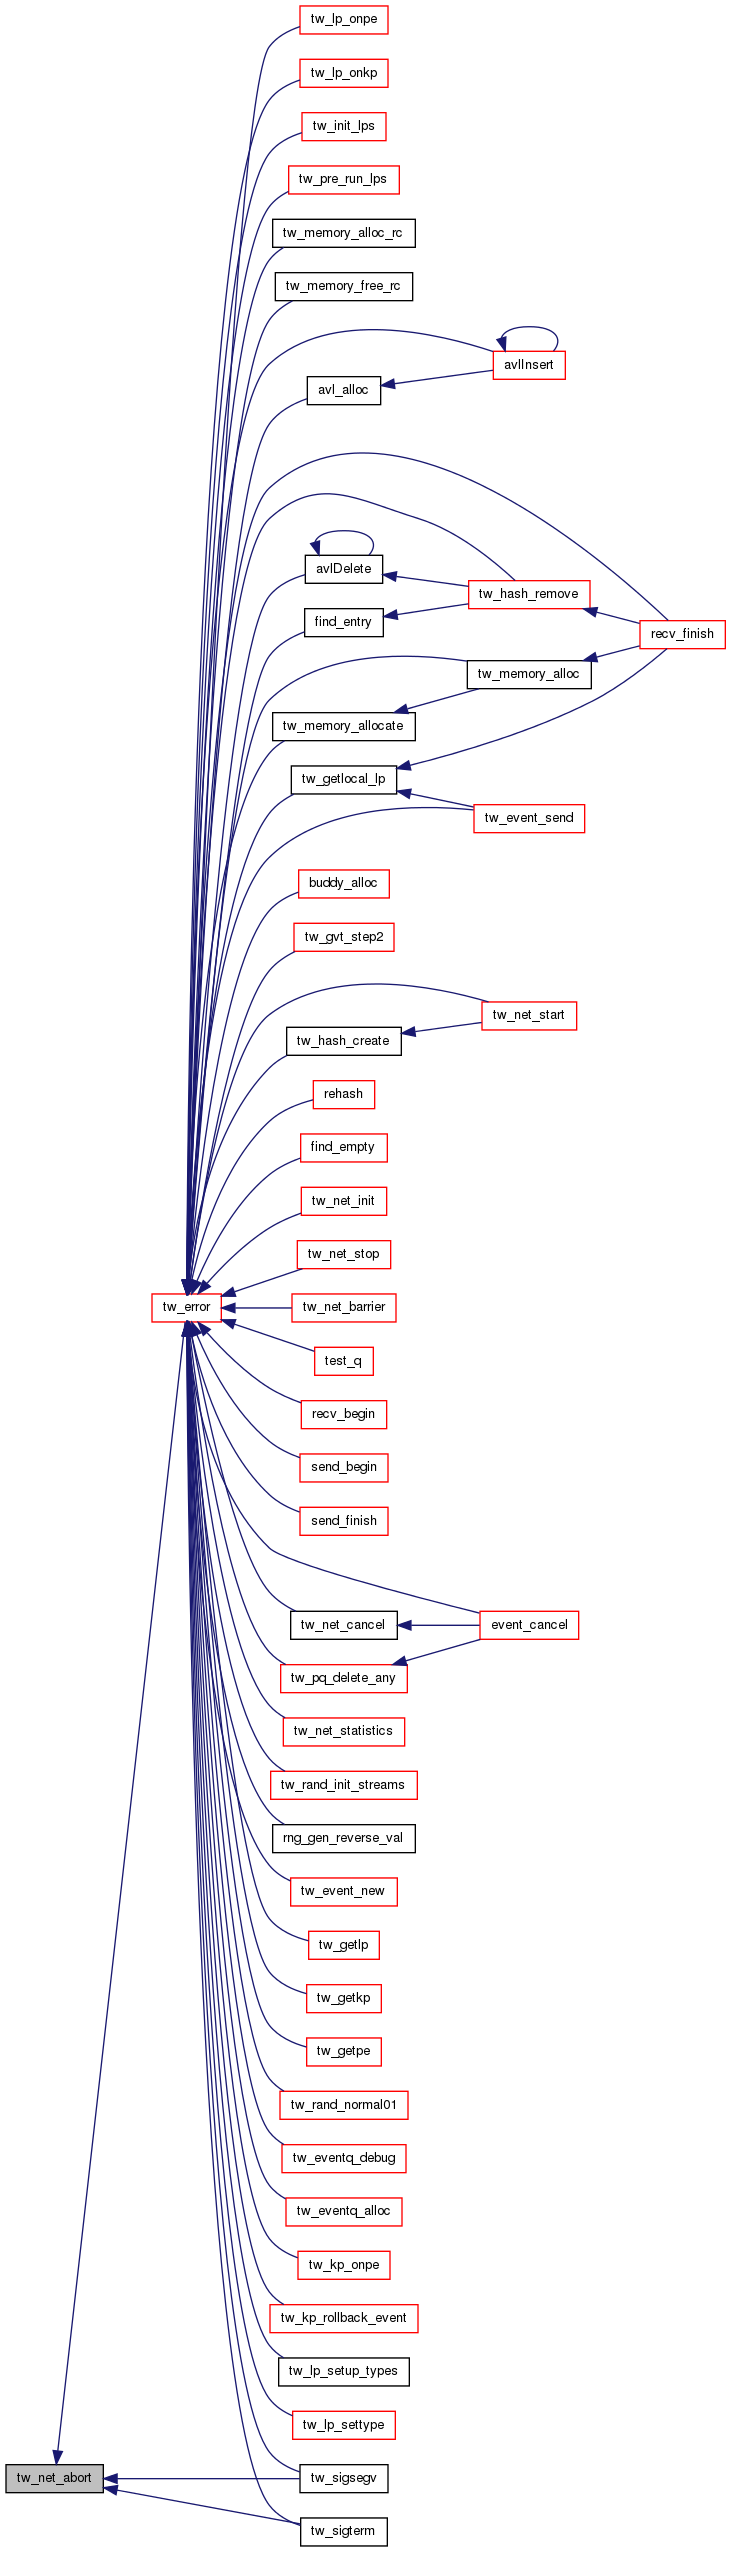 tw_lp_onpe
tw_lp_onkp
tw_init_lps
tw_pre_run_lps
tw_memory_alloc_rc
tw_memory_free_rc
avlInsert
avl_alloc
avlDelete
tw_hash_remove
find_entry
recv_finish
tw_memory_alloc
tw_memory_allocate
tw_getlocal_lp
tw_event_send
buddy_alloc
tw_gvt_step2
tw_net_start
tw_hash_create
rehash
find_empty
tw_net_init
tw_net_stop
tw_error
tw_net_barrier
test_q
recv_begin
send_begin
send_finish
tw_net_cancel
event_cancel
tw_pq_delete_any
tw_net_statistics
tw_rand_init_streams
rng_gen_reverse_val
tw_event_new
tw_getlp
tw_getkp
tw_getpe
tw_rand_normal01
tw_eventq_debug
tw_eventq_alloc
tw_kp_onpe
tw_kp_rollback_event
tw_lp_setup_types
tw_lp_settype
tw_net_abort
tw_sigsegv
tw_sigterm